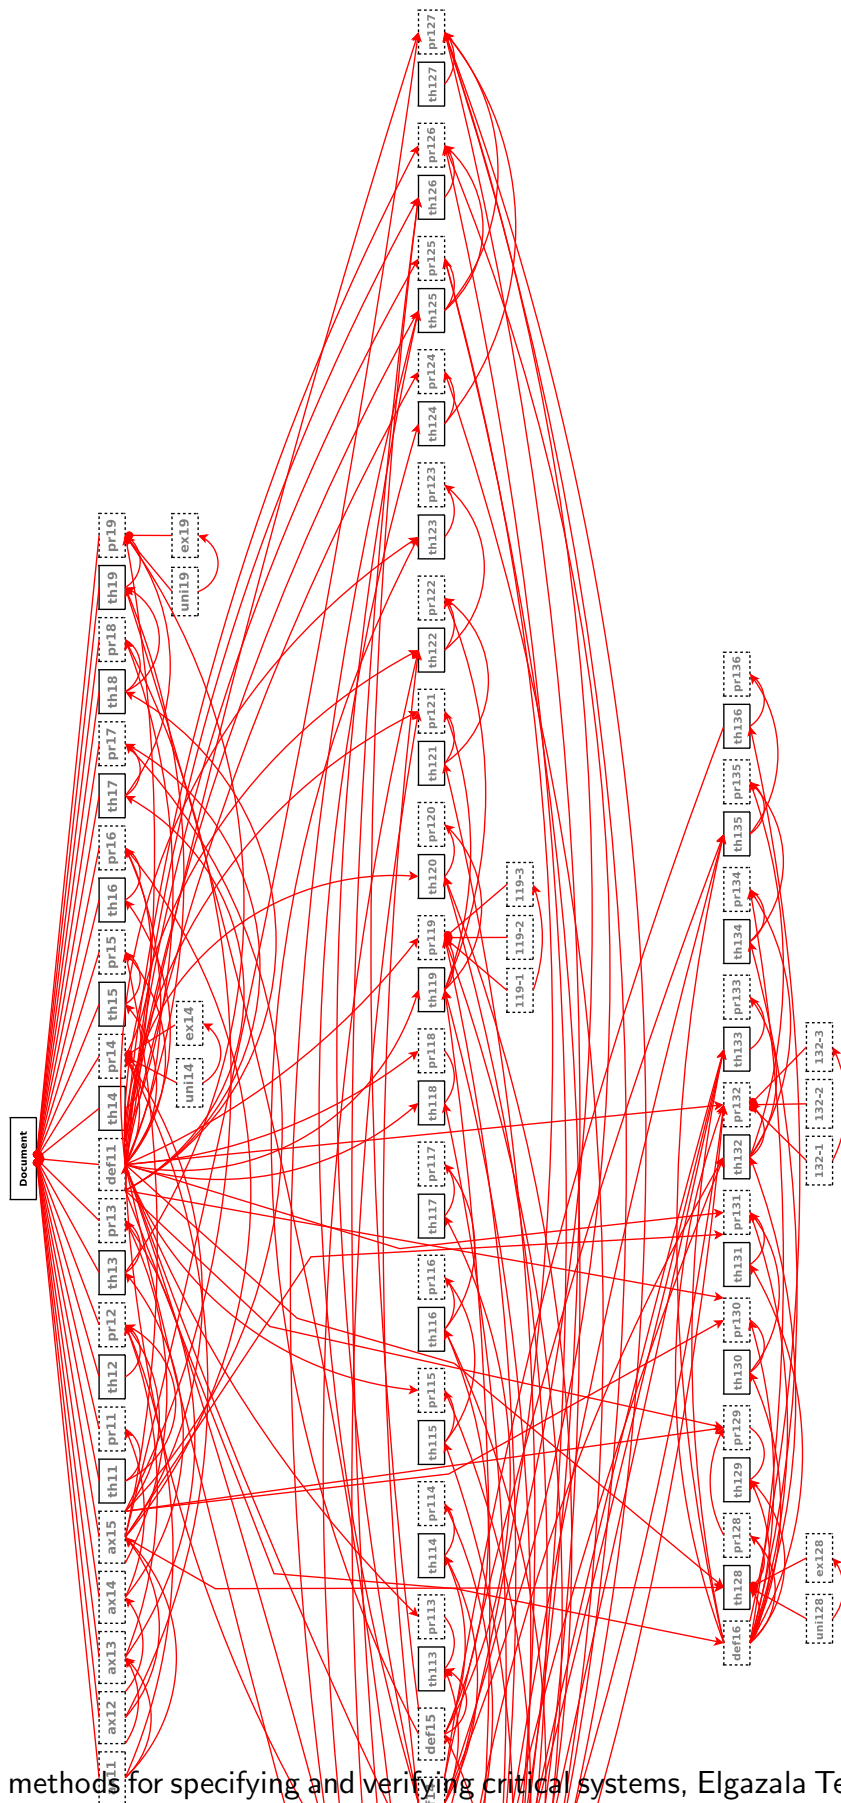 pr127
th127
pr126
th126
pr125
th125
pr124
th124
pr123
th123
pr122
th122
pr121
th121
pr120
th120
pr119
th119
pr118
th118
pr117
th117
pr116
th116
pr115
th115
pr114
th114
pr113
th113
def15
119-3
119-2
119-1
pr19
th19
pr18
th18
pr17
th17
pr16
th16
pr15
th15
pr14
th14
def11
pr13
th13
pr12
th12
pr11
th11
ax15
ax14
ax13
ax12
ex19
uni19
ex14
uni14
Document
pr136
th136
pr135
th135
pr134
th134
pr133
th133
pr132
th132
pr131
th131
pr130
th130
pr129
th129
pr128
th128
def16
132-3
132-2
132-1
ex128
uni128
methods for specifying and verifying critical systems, Elgazala Te